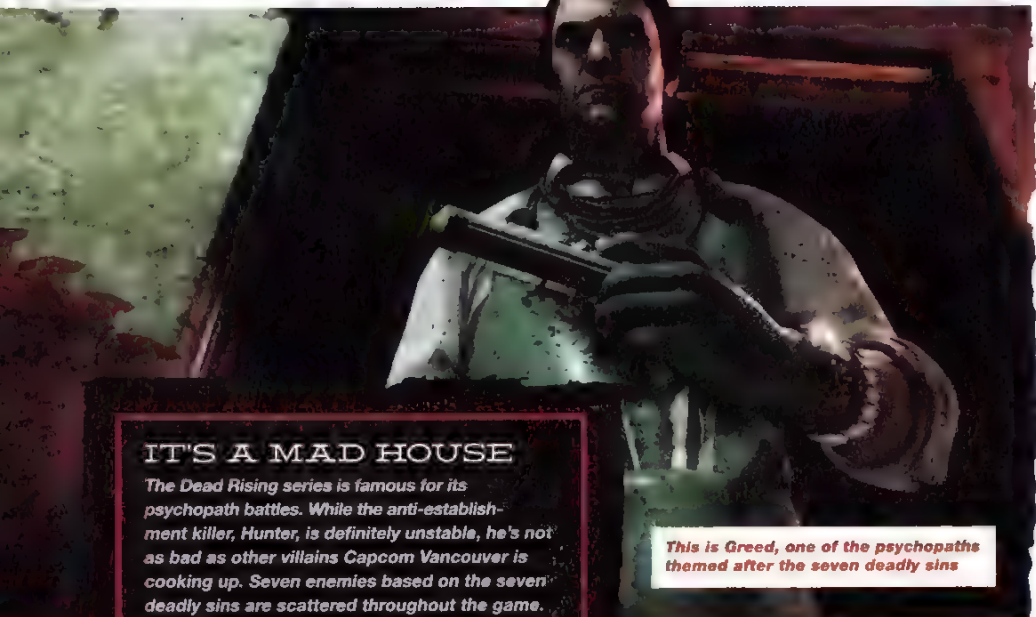 IT'S A MAD HOUSE
The Dead Rising series is famous for its
psychopath battles. While the anti-establish-
ment killer, Hunter, is definitely unstable, he's not
as bad as other villains Capcom Vancouver is
cooking up. Seven enemies based on the seven
deadly sins are scattered throughout the game.
This is Greed, one of the psychopaths
themed after the seven deadly sins